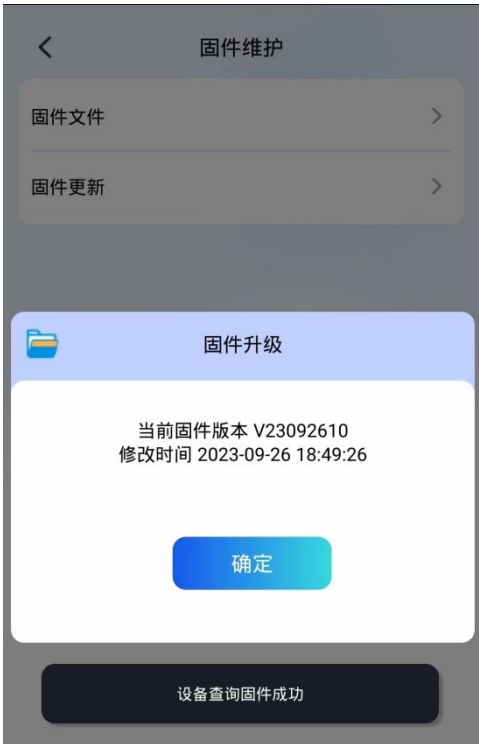 固件维护
固件文件
固件更新
固件升级
当前固件版本 V23092610
修改时间 2023-09-26 18:49:26
确定
设备查询固件成功